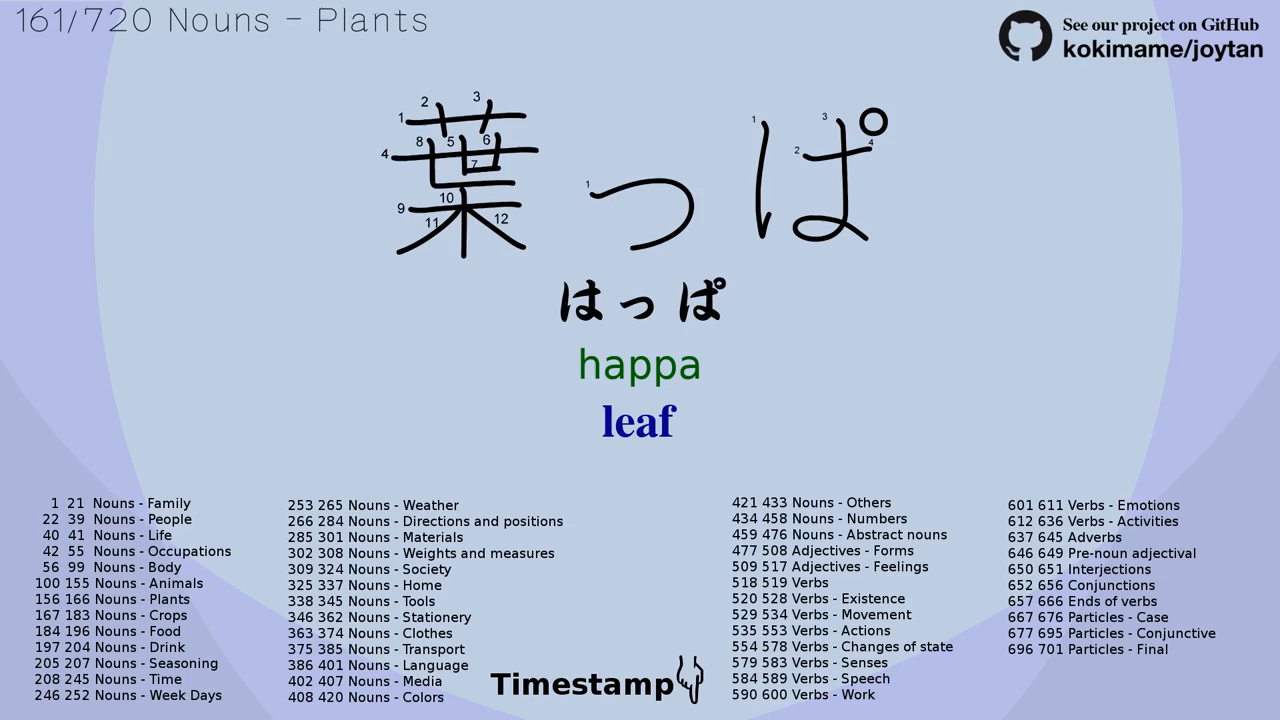 161/720 Nouns - Plants
See our project on GitHub
kokimame/joytan
葉っぱ
はっぱ
happa
leaf
1 21 Nouns - Family
22 39 Nouns - People
40 41 Nouns - Life
42 55 Nouns - Occupations
56 99 Nouns - Body
100 155 Nouns - Animals
156 166 Nouns - Plants
167 183 Nouns - Crops
184 196 Nouns - Food
197 204 Nouns - Drink
205 207 Nouns - Seasoning
208 245 Nouns - Time
246 252 Nouns - Week Days
253 265 Nouns - Weather
266 284 Nouns - Directions and positions
285 301 Nouns - Materials
302 308 Nouns - Weights and measures
309 324 Nouns - Society
325 337 Nouns - Home
338 345 Nouns - Tools
346 362 Nouns - Stationery
363 374 Nouns - Clothes
375 385 Nouns - Transport
386 401 Nouns - Language
402 407 Nouns - Media
408 420 Nouns - Colors
Timestamp
421 433 Nouns - Others
434 458 Nouns - Numbers
459 476 Nouns - Abstract nouns
477 508 Adjectives - Forms
509 517 Adjectives - Feelings
518 519 Verbs
520 528 Verbs - Existence
529 534 Verbs - Movement
535 553 Verbs - Actions
554 578 Verbs - Changes of state
579 583 Verbs - Senses
584 589 Verbs - Speech
590 600 Verbs - Work
601 611 Verbs - Emotions
612 636 Verbs - Activities
637 645 Adverbs
646 649 Pre-noun adjectival
650 651 Interjections
652 656 Conjunctions
657 666 Ends of verbs
667 676 Particles - Case
677 695 Particles - Conjunctive
696 701 Particles - Final